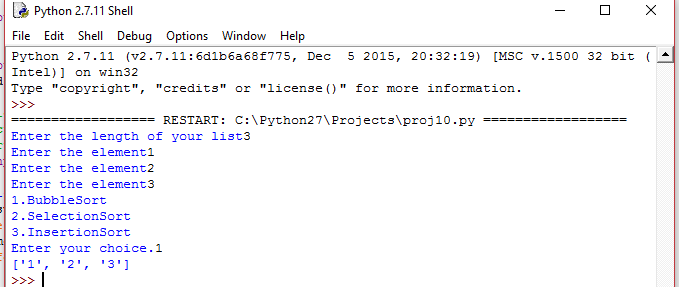 Python 2.7.11 Shell
File Edit Shell Debug Options Window Help
Python 2.7.11 (v2.7.11:6d1b6a68f775, Dec  5 2015, 20:32:19) [MSC v.1500 32 bit (
Intel)] on win32
Type "copyright", "credits" or "license()" for more information.
>>>
================== RESTART: C:\Python27\Projects\proj10.py ==================
Enter the length of your list3
Enter the element1
Enter the element2
Enter the element3
1.BubbleSort
2.SelectionSort
3.InsertionSort
Enter your choice.1
['1', '2', '3']
>>>